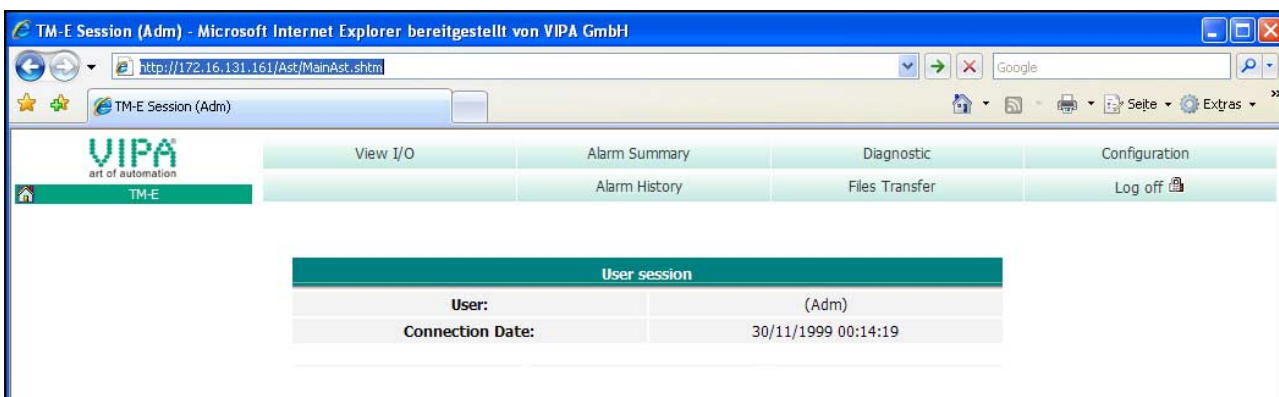 TM-E Session (Adm) - Microsoft Internet Explorer bereitgestellt von VIPA GmbH
http://172.16.131.161/Ast/MainAst.shtm
Google
TM-E Session (Adm)
Seite
Extras
»
VIPA
art of automation
TM-E
View I/O Alarm Summary Diagnostic Configuration
Alarm History Files Transfer Log off
User session
User: (Adm)
Connection Date: 30/11/1999 00:14:19